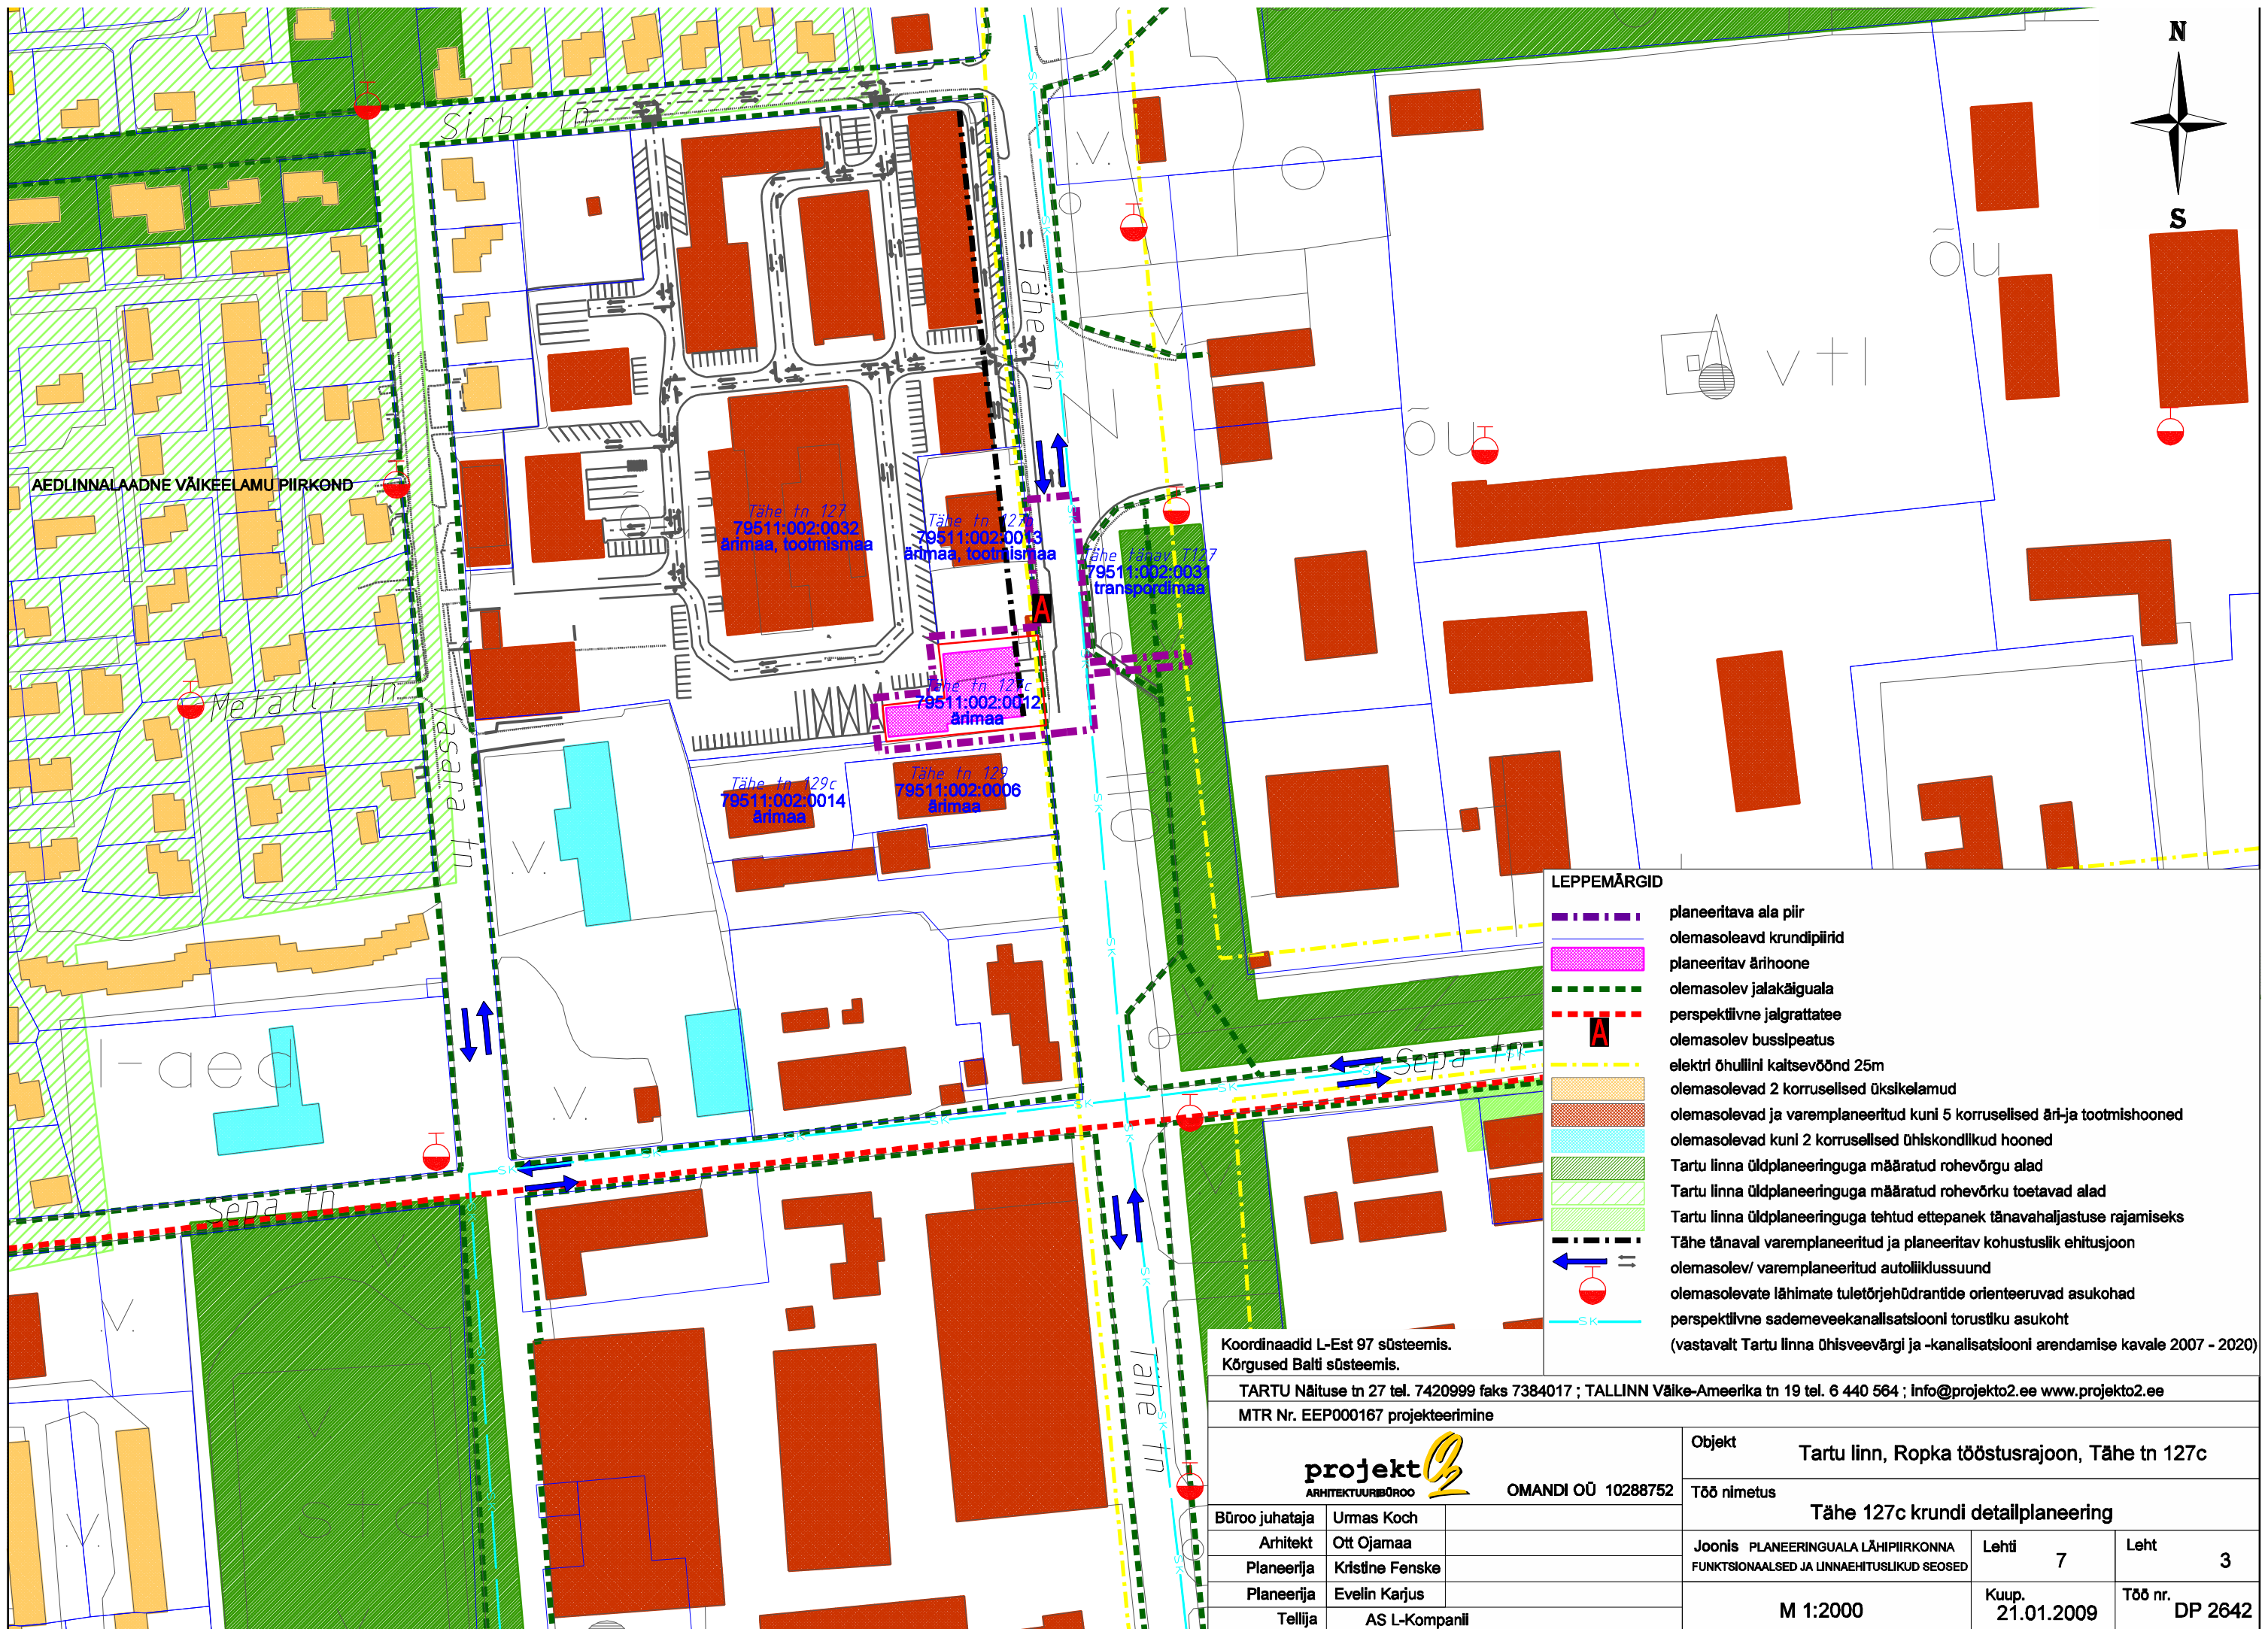 N
S
Sirbi tn
Tähe tn
õu
õu
v tll
AEDLINNALAADNE VÄIKEELAMU PIIRKOND
Tähe tn 127
79511:002:0032
ärimaa, tootmismaa
Tähe tn 127b
79511:002:0013
ärimaa, tootmismaa
Tähe tänav T127
79511:002:0031
transpordimaa
A
Tähe tn 127c
79511:002:0012
ärimaa
Metalli tn
Vasara tn
Tähe tn 129c
79511:002:0014
ärimaa
Tähe tn 129
79511:002:0006
ärimaa
l-aed
Sepa tn
Sepa tn
Tähe tn
sta
SK
LEPPEMÄRGID
planeeritava ala piir
olemasoleavd krundipiirid
planeeritav ärihoone
olemasolev jalakäiguala
perspektiivne jalgrattatee
A olemasolev bussipeatus
elektri õhuliini kaitsevöönd 25m
olemasolevad 2 korruselised üksikelamud
olemasolevad ja varemplaneeritud kuni 5 korruselised äri-ja tootmishooned
olemasolevad kuni 2 korruselised ühiskondlikud hooned
Tartu linna üldplaneeringuga määratud rohevõrgu alad
Tartu linna üldplaneeringuga määratud rohevõrku toetavad alad
Tartu linna üldplaneeringuga tehtud ettepanek tänavahaljastuse rajamiseks
Tähe tänaval varemplaneeritud ja planeeritav kohustuslik ehitusjoon
olemasolev/ varemplaneeritud autoliiklussuund
olemasolevate lähimate tuletõrjehüdrantide orienteeruvad asukohad
SK perspektiivne sademeveekanalisatsiooni torustiku asukoht
(vastavalt Tartu linna ühisveevärgi ja -kanalisatsiooni arendamise kavale 2007 - 2020)
Koordinaadid L-Est 97 süsteemis.
Kõrgused Balti süsteemis.
TARTU Näituse tn 27 tel. 7420999 faks 7384017 ; TALLINN Väike-Ameerika tn 19 tel. 6 440 564 ; info@projekto2.ee www.projekto2.ee
MTR Nr. EEP000167 projekteerimine
projekt O2
ARHITEKTUURIBÜROO
OMANDI OÜ 10288752
Büroo juhataja Urmas Koch
Arhitekt Ott Ojamaa
Planeerija Kristine Fenske
Planeerija Evelin Karjus
Tellija AS L-Kompanii
Objekt Tartu linn, Ropka tööstusrajoon, Tähe tn 127c
Töö nimetus
Tähe 127c krundi detailplaneering
Joonis PLANEERINGUALA LÄHIPIIRKONNA
FUNKTSIONAALSED JA LINNAEHITUSLIKUD SEOSED
Lehti 7
Leht 3
M 1:2000
Kuup. 21.01.2009
Töö nr. DP 2642